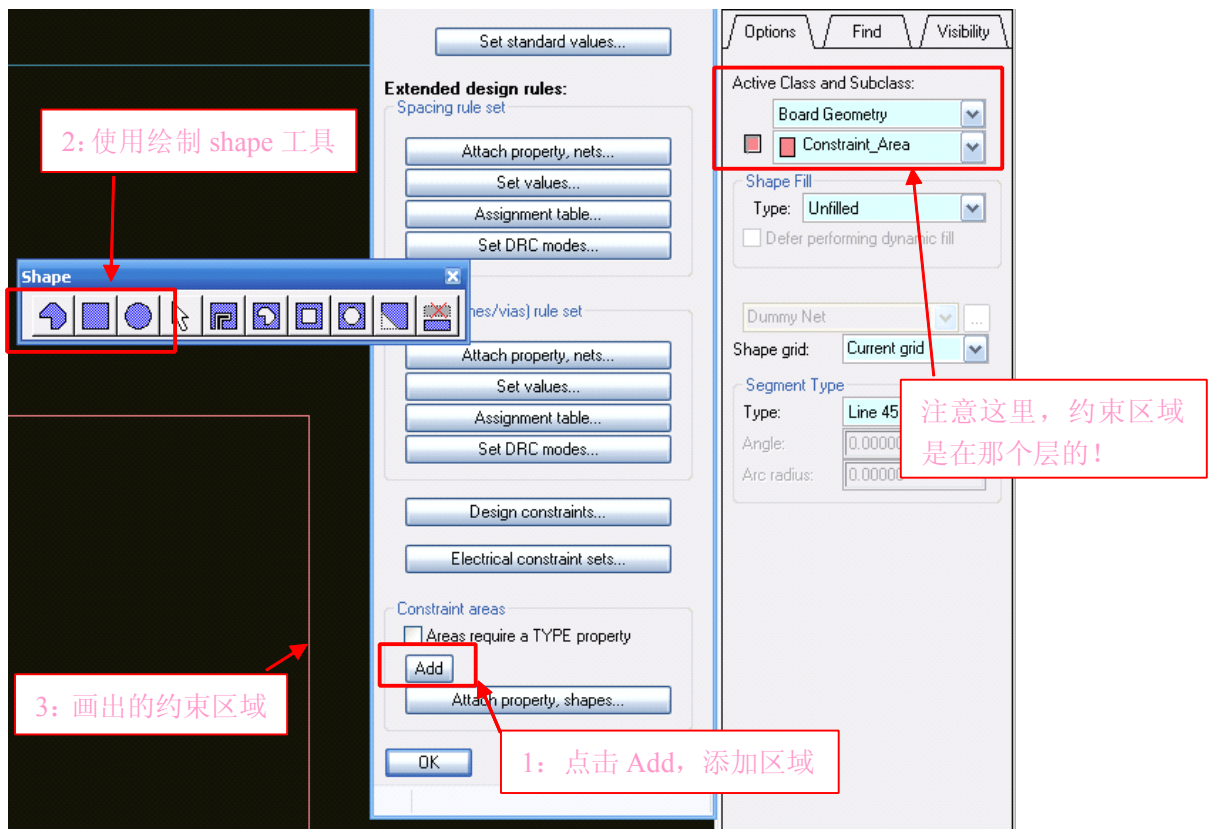 Set standard values...
Extended design rules:
Spacing rule set
Attach property, nets...
Set values...
Assignment table...
Set DRC modes...
2: 使用绘制 shape 工具
Shape
nes/vias) rule set
Attach property, nets...
Set values...
Assignment table...
Set DRC modes...
Design constraints...
Electrical constraint sets...
Constraint areas
Areas require a TYPE property
Add
Attach property, shapes...
OK
3: 画出的约束区域
1: 点击 Add，添加区域
Options
Find
Visibility
Active Class and Subclass:
Board Geometry
Constraint_Area
Shape Fill
Type: Unfilled
Defer performing dynamic fill
Dummy Net
...
Shape grid: Current grid
Segment Type
Type: Line 45
Angle: 0.0000
Arc radius: 0.0000
注意这里，约束区域
是在那个层的！